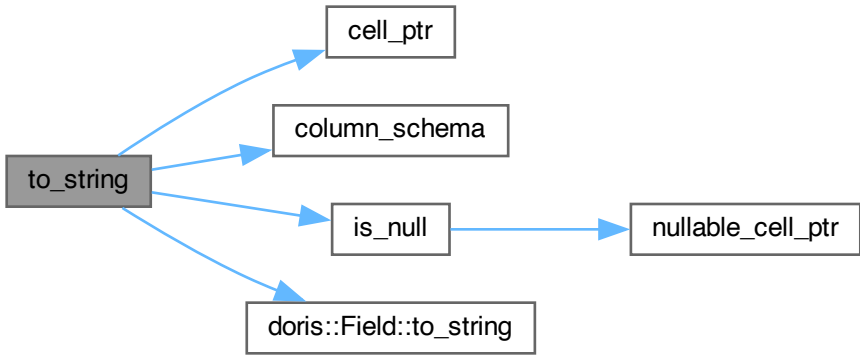 cell_ptr
column_schema
to_string
is_null
nullable_cell_ptr
doris::Field::to_string